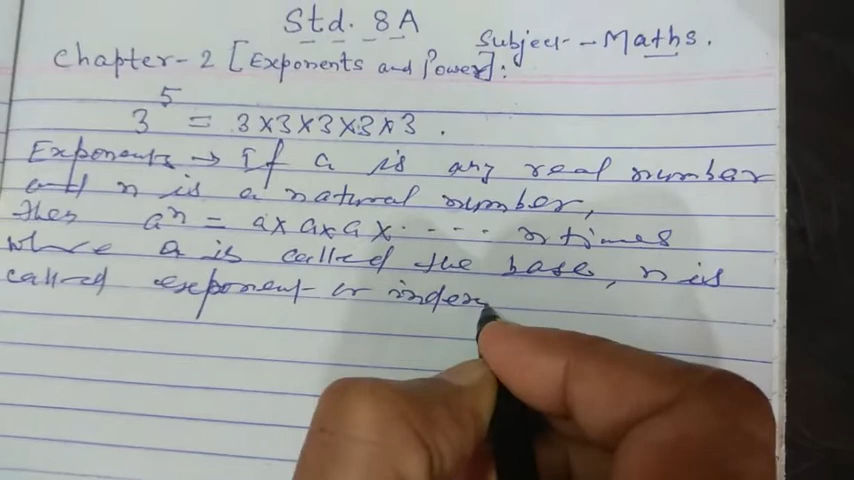 Std. 8A
Subject - Maths.
Chapter - 2 [Exponents and Power]:
3⁵ = 3×3×3×3×3.
Exponents → If a is any real number
and n is a natural number,
then aⁿ = a×a×a×..... n times
where a is called the base, n is
called exponent or index